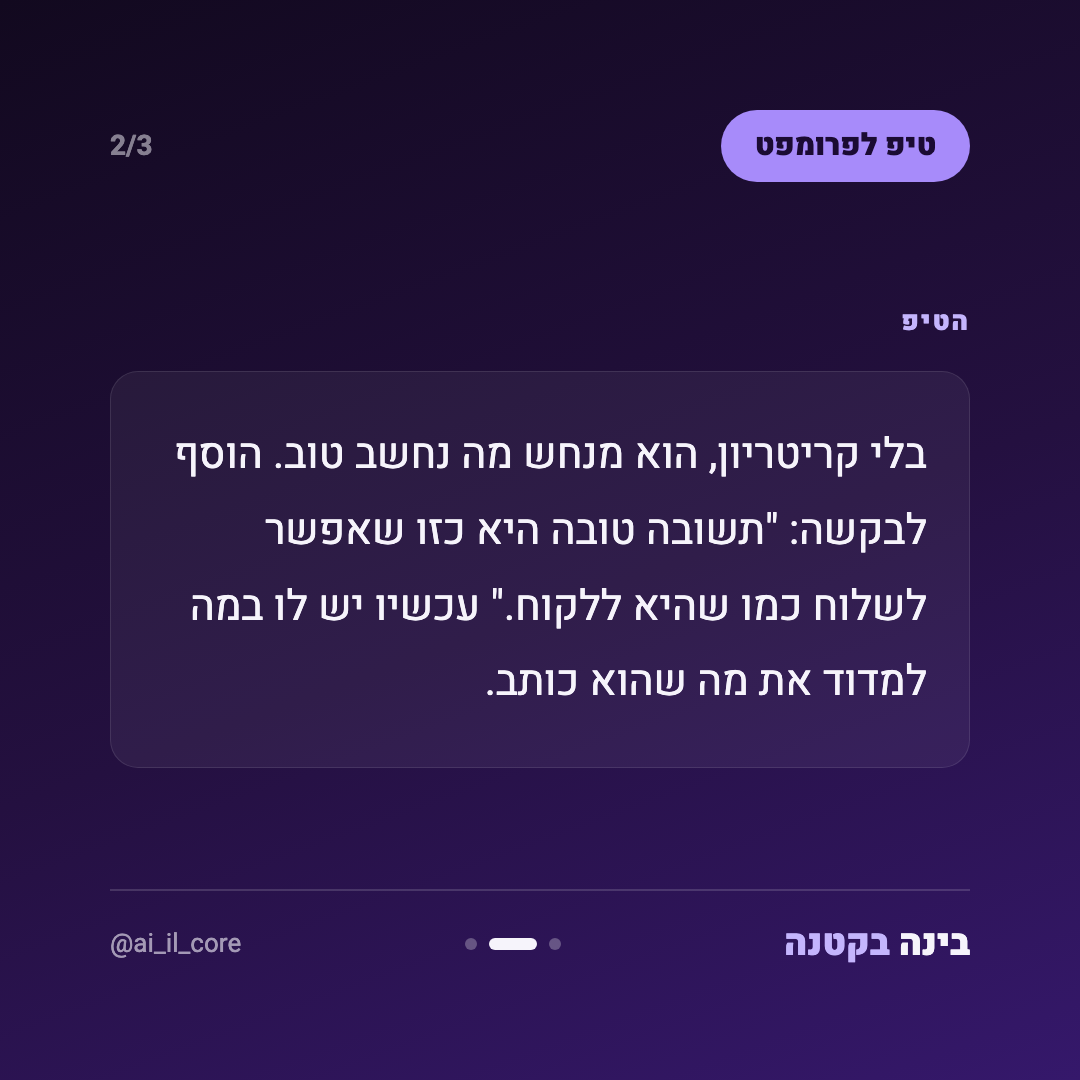 טיפ לפרומפט
2/3
הטיפ
בלי קריטריון, הוא מנחש מה נחשב טוב. הוסף
לבקשה: "תשובה טובה היא כזו שאפשר
לשלוח כמו שהיא ללקוח." עכשיו יש לו במה
למדוד את מה שהוא כותב.
בינה בקטנה
@ai_il_core